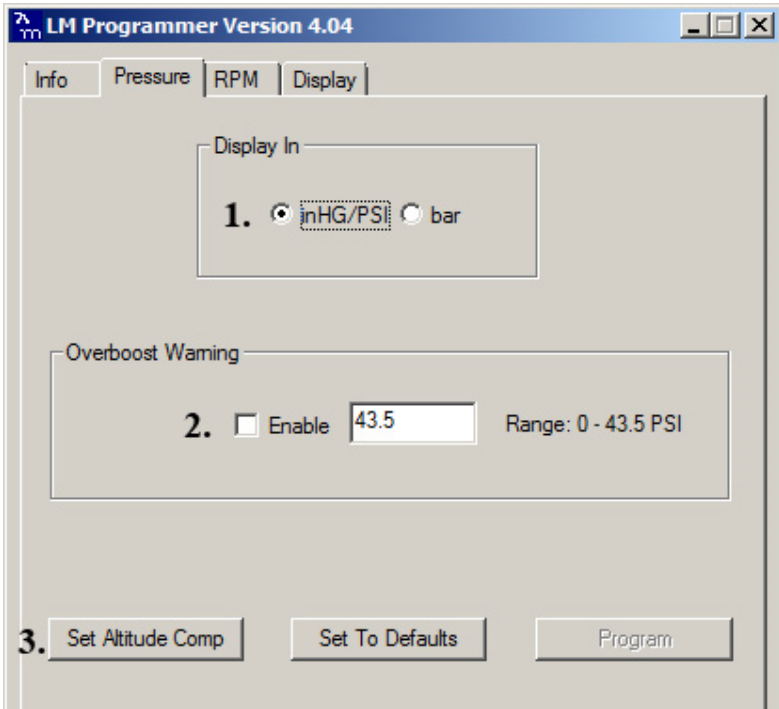 LM Programmer Version 4.04
Info Pressure RPM Display
Display In
1. inHG/PSI bar
Overboost Warning
2. Enable 43.5 Range: 0 - 43.5 PSI
3. Set Altitude Comp Set To Defaults Program